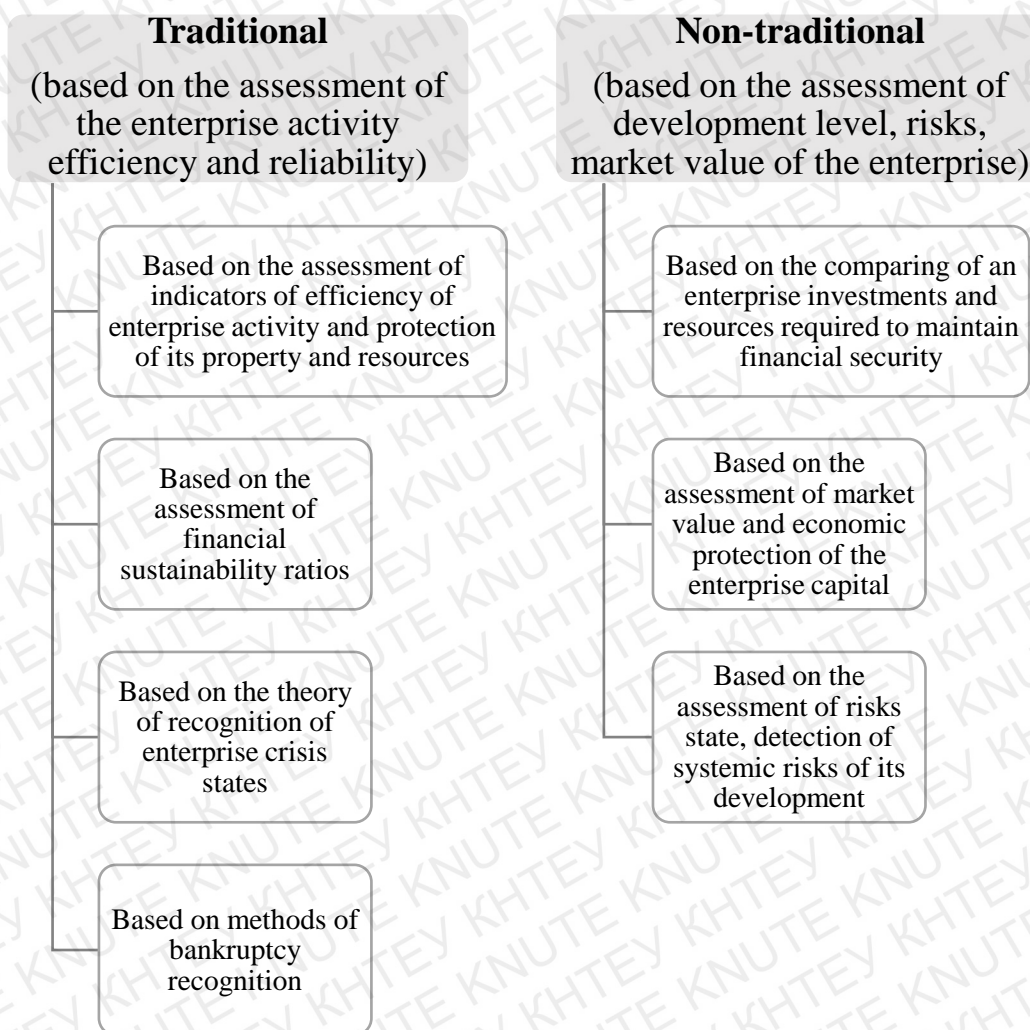 Traditional
(based on the assessment of
the enterprise activity
efficiency and reliability)
Based on the assessment of
indicators of efficiency of
enterprise activity and protection
of its property and resources
Based on the
assessment of
financial
sustainability ratios
Based on the theory
of recognition of
enterprise crisis
states
Based on methods of
bankruptcy
recognition
Non-traditional
(based on the assessment of
development level, risks,
market value of the enterprise)
Based on the comparing of an
enterprise investments and
resources required to maintain
financial security
Based on the
assessment of market
value and economic
protection of the
enterprise capital
Based on the
assessment of risks
state, detection of
systemic risks of its
development